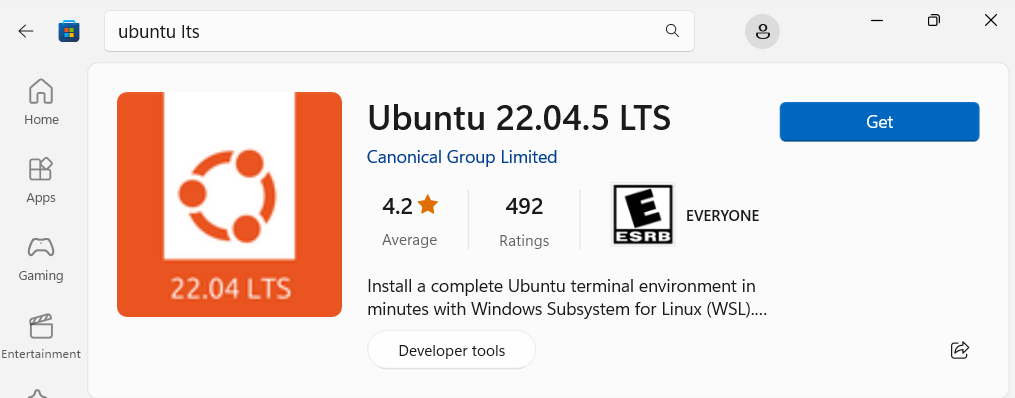 ubuntu lts
Home
Apps
Gaming
Entertainment
22.04 LTS
Ubuntu 22.04.5 LTS
Get
Canonical Group Limited
4.2
Average
492
Ratings
E
ESRB
EVERYONE
Install a complete Ubuntu terminal environment in
minutes with Windows Subsystem for Linux (WSL)....
Developer tools